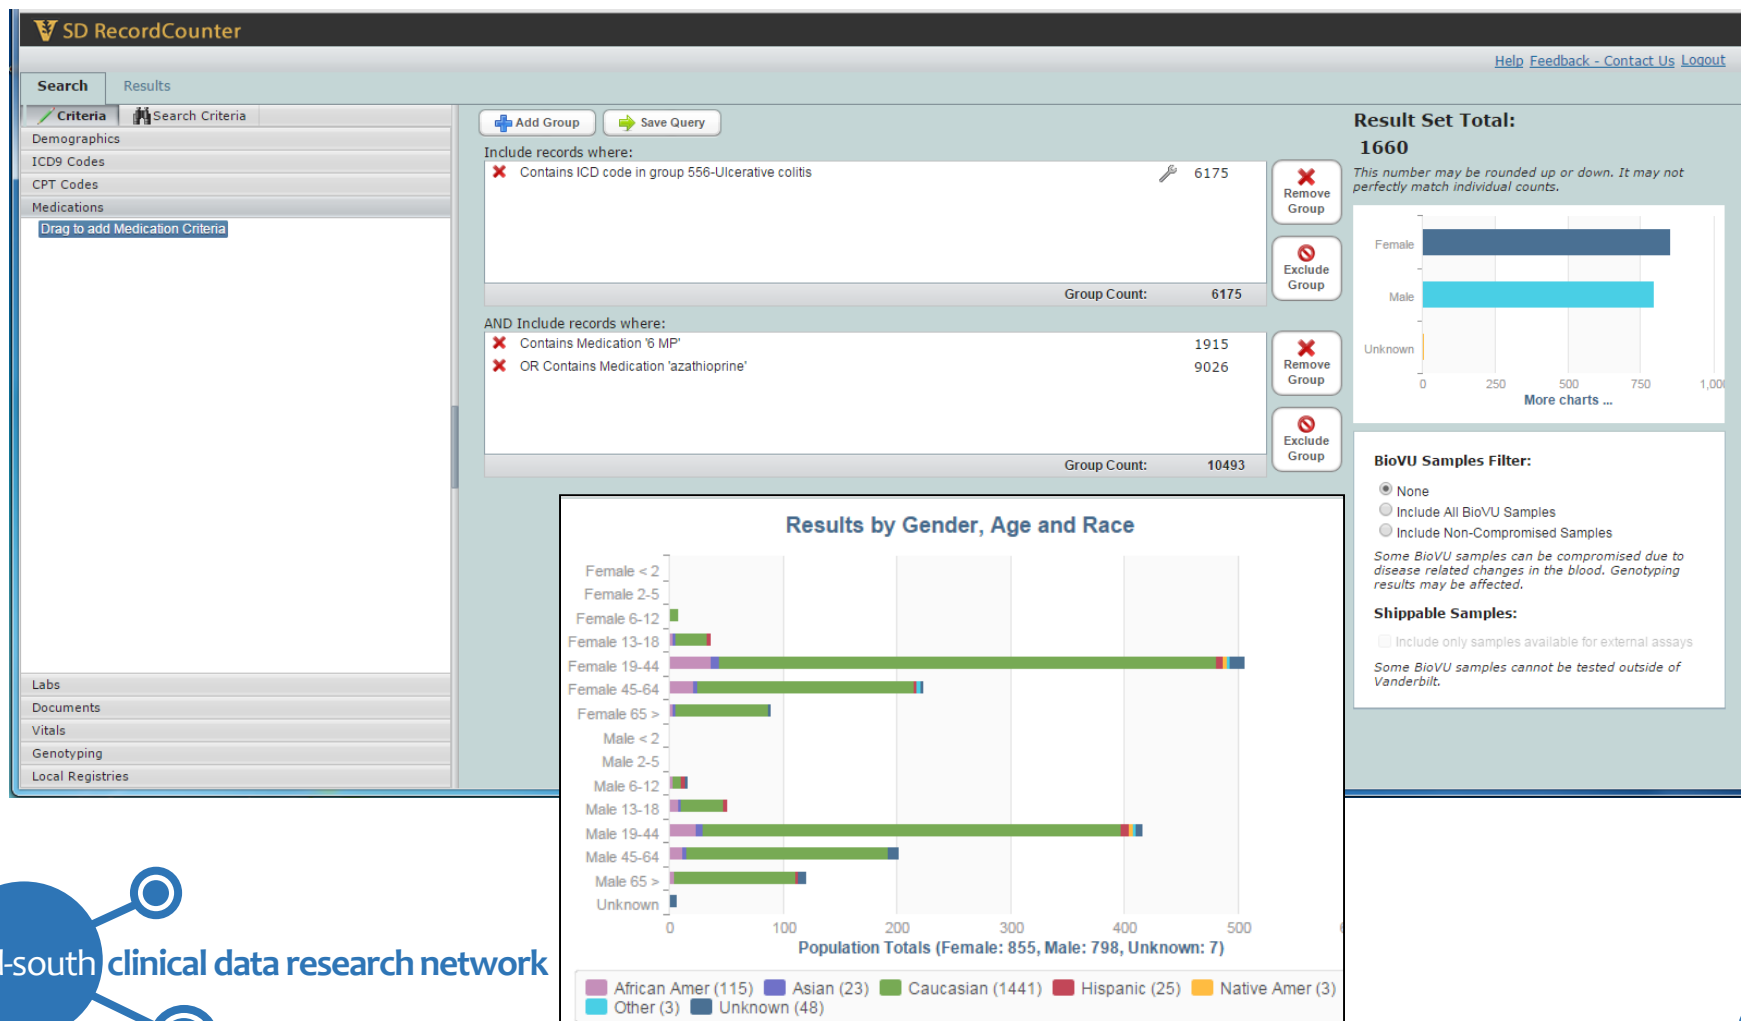 SD RecordCounter
Help Feedback - Contact Us Logout
Search Results
Criteria Search Criteria
Demographics
ICD9 Codes
CPT Codes
Medications
Drag to add Medication Criteria
Labs
Documents
Vitals
Genotyping
Local Registries
Add Group Save Query
Include records where:
Contains ICD code in group 556-Ulcerative colitis 6175
Group Count: 6175
Remove
Group
Exclude
Group
AND Include records where:
Contains Medication '6 MP' 1915
OR Contains Medication 'azathioprine' 9026
Group Count: 10493
Remove
Group
Exclude
Group
Result Set Total:
1660
This number may be rounded up or down. It may not
perfectly match individual counts.
Female
Male
Unknown
0 250 500 750 1,00
More charts ...
BioVU Samples Filter:
None
Include All BioVU Samples
Include Non-Compromised Samples
Some BioVU samples can be compromised due to
disease related changes in the blood. Genotyping
results may be affected.
Shippable Samples:
Include only samples available for external assays
Some BioVU samples cannot be tested outside of
Vanderbilt.
Results by Gender, Age and Race
Female < 2
Female 2-5
Female 6-12
Female 13-18
Female 19-44
Female 45-64
Female 65 >
Male < 2
Male 2-5
Male 6-12
Male 13-18
Male 19-44
Male 45-64
Male 65 >
Unknown
0 100 200 300 400 500
Population Totals (Female: 855, Male: 798, Unknown: 7)
African Amer (115) Asian (23) Caucasian (1441) Hispanic (25) Native Amer (3)
Other (3) Unknown (48)
-south clinical data research network